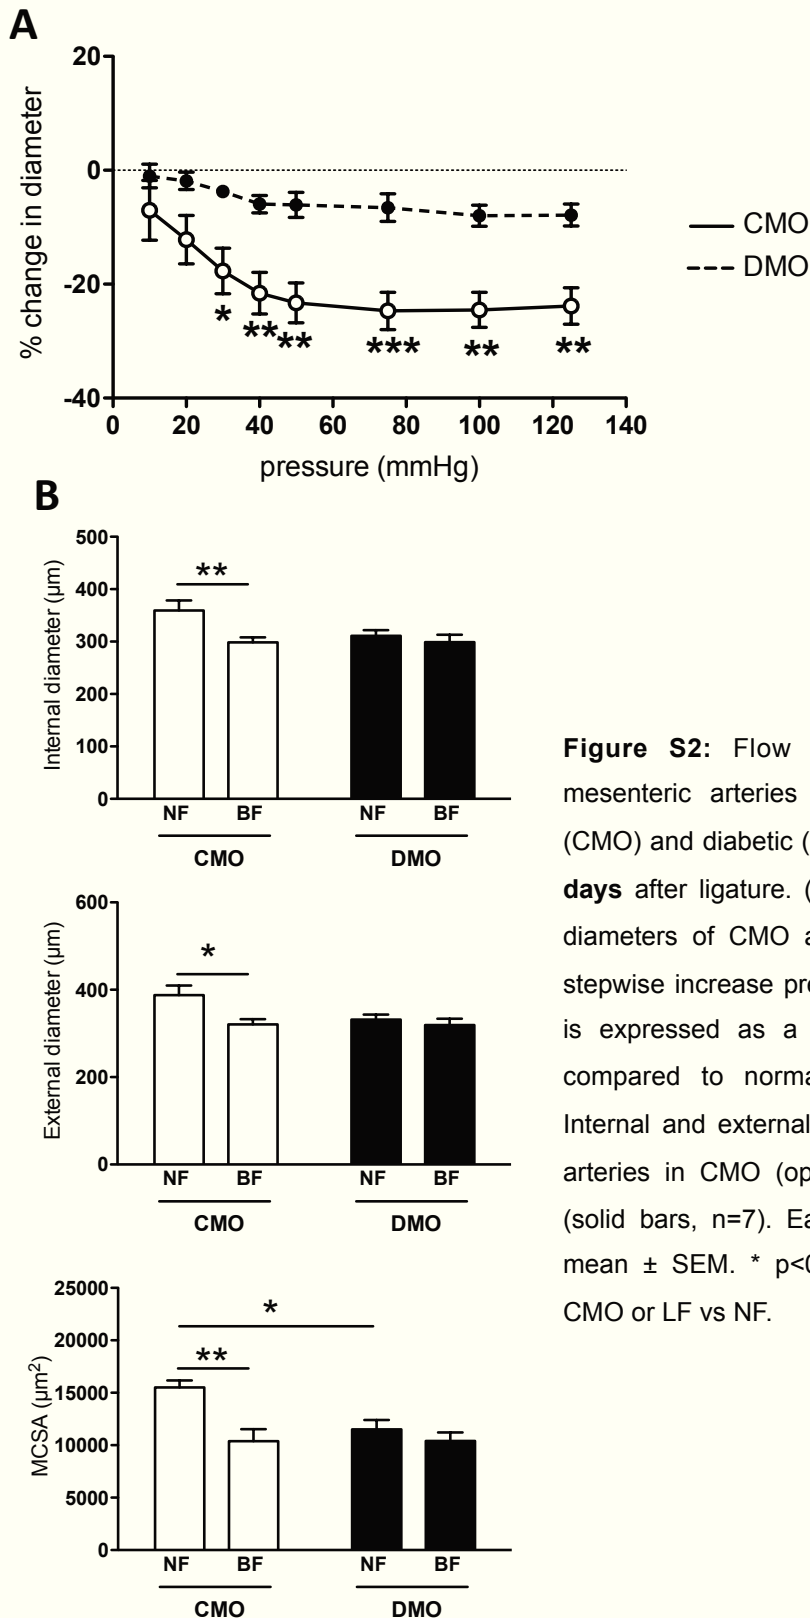 A
20
0
-20
-40
% change in diameter
* ** ** *** ** **
0 20 40 60 80 100 120 140
pressure (mmHg)
CMO
DMO
B
500
400
300
200
100
0
Internal diameter (µm)
**
NF BF NF BF
CMO DMO
600
400
200
0
External diameter (µm)
*
NF BF NF BF
CMO DMO
25000
20000
15000
10000
5000
0
MCSA (µm²)
*
**
NF BF NF BF
CMO DMO
Figure S2: Flow
mesenteric arteries
(CMO) and diabetic (
days after ligature. (
diameters of CMO a
stepwise increase pre
is expressed as a
compared to norma
Internal and external
arteries in CMO (op
(solid bars, n=7). Ea
mean ± SEM. * p<0
CMO or LF vs NF.